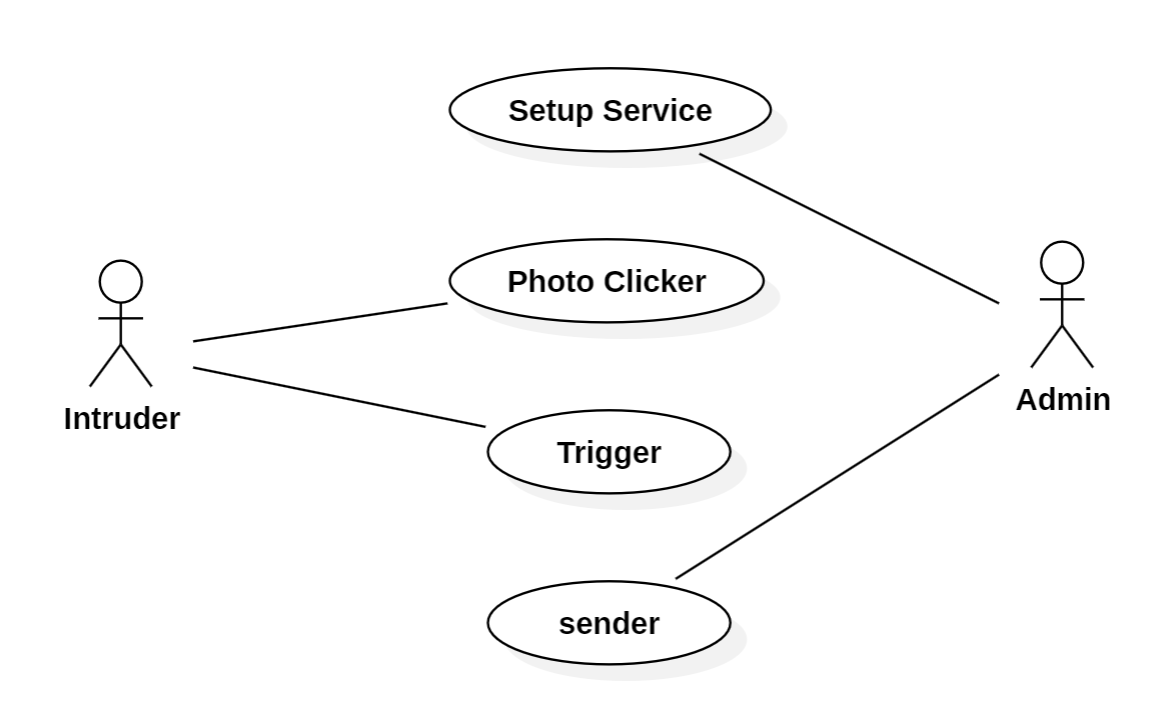 Setup Service
Photo Clicker
Intruder
Admin
Trigger
sender